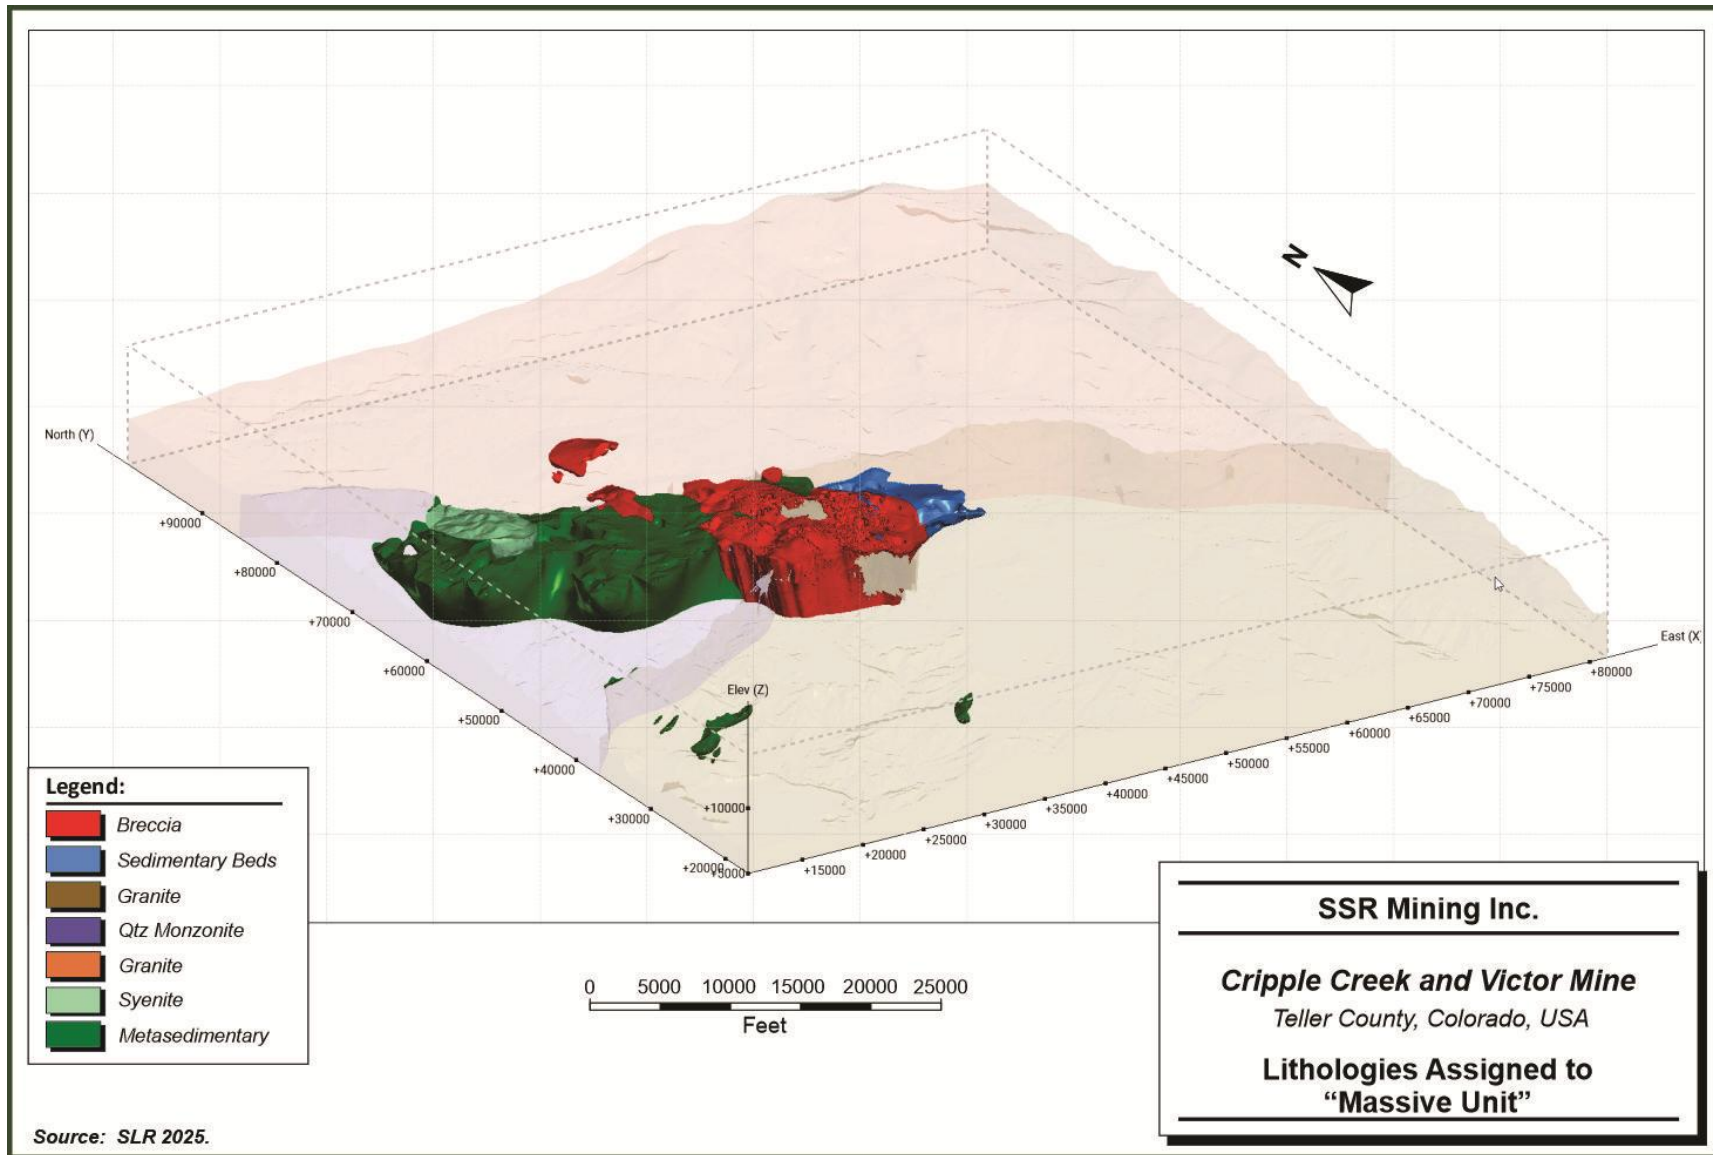 N
North (Y)
+90000
+80000
+70000
+60000
+50000
+40000
+30000
+20000
Elev (Z)
+10000
+5000
+15000
+20000
+25000
+30000
+35000
+40000
+45000
+50000
+55000
+60000
+65000
+70000
+75000
+80000
East (X
Legend:
Breccia
Sedimentary Beds
Granite
Qtz Monzonite
Granite
Syenite
Metasedimentary
0 5000 10000 15000 20000 25000
Feet
SSR Mining Inc.
Cripple Creek and Victor Mine
Teller County, Colorado, USA
Lithologies Assigned to
“Massive Unit”
Source: SLR 2025.